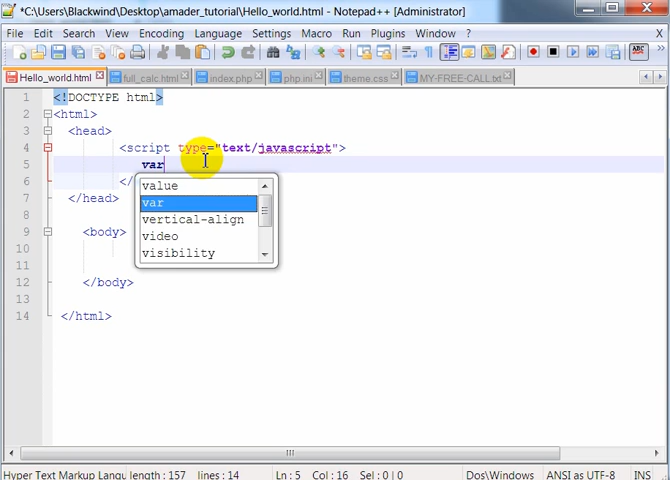 *C:\Users\Blackwind\Desktop\amader_tutorial\Hello_world.html - Notepad++ [Administrator]
File Edit Search View Encoding Language Settings Macro Run Plugins Window ?
ABC
Hello_world.html full_calc.html index.php php.ini theme.css MY-FREE-CALL.txt
1 <!DOCTYPE html>
2 <html>
3 <head>
4 <script type="text/javascript">
5 var
6 </
value
7 </head>
var
8
vertical-align
9 <body>
video
10
visibility
11
12 </body>
13
14 </html>
Hyper Text Markup Langu length : 157 lines : 14 Ln : 5 Col : 16 Sel : 0 | 0 Dos\Windows ANSI as UTF-8 INS